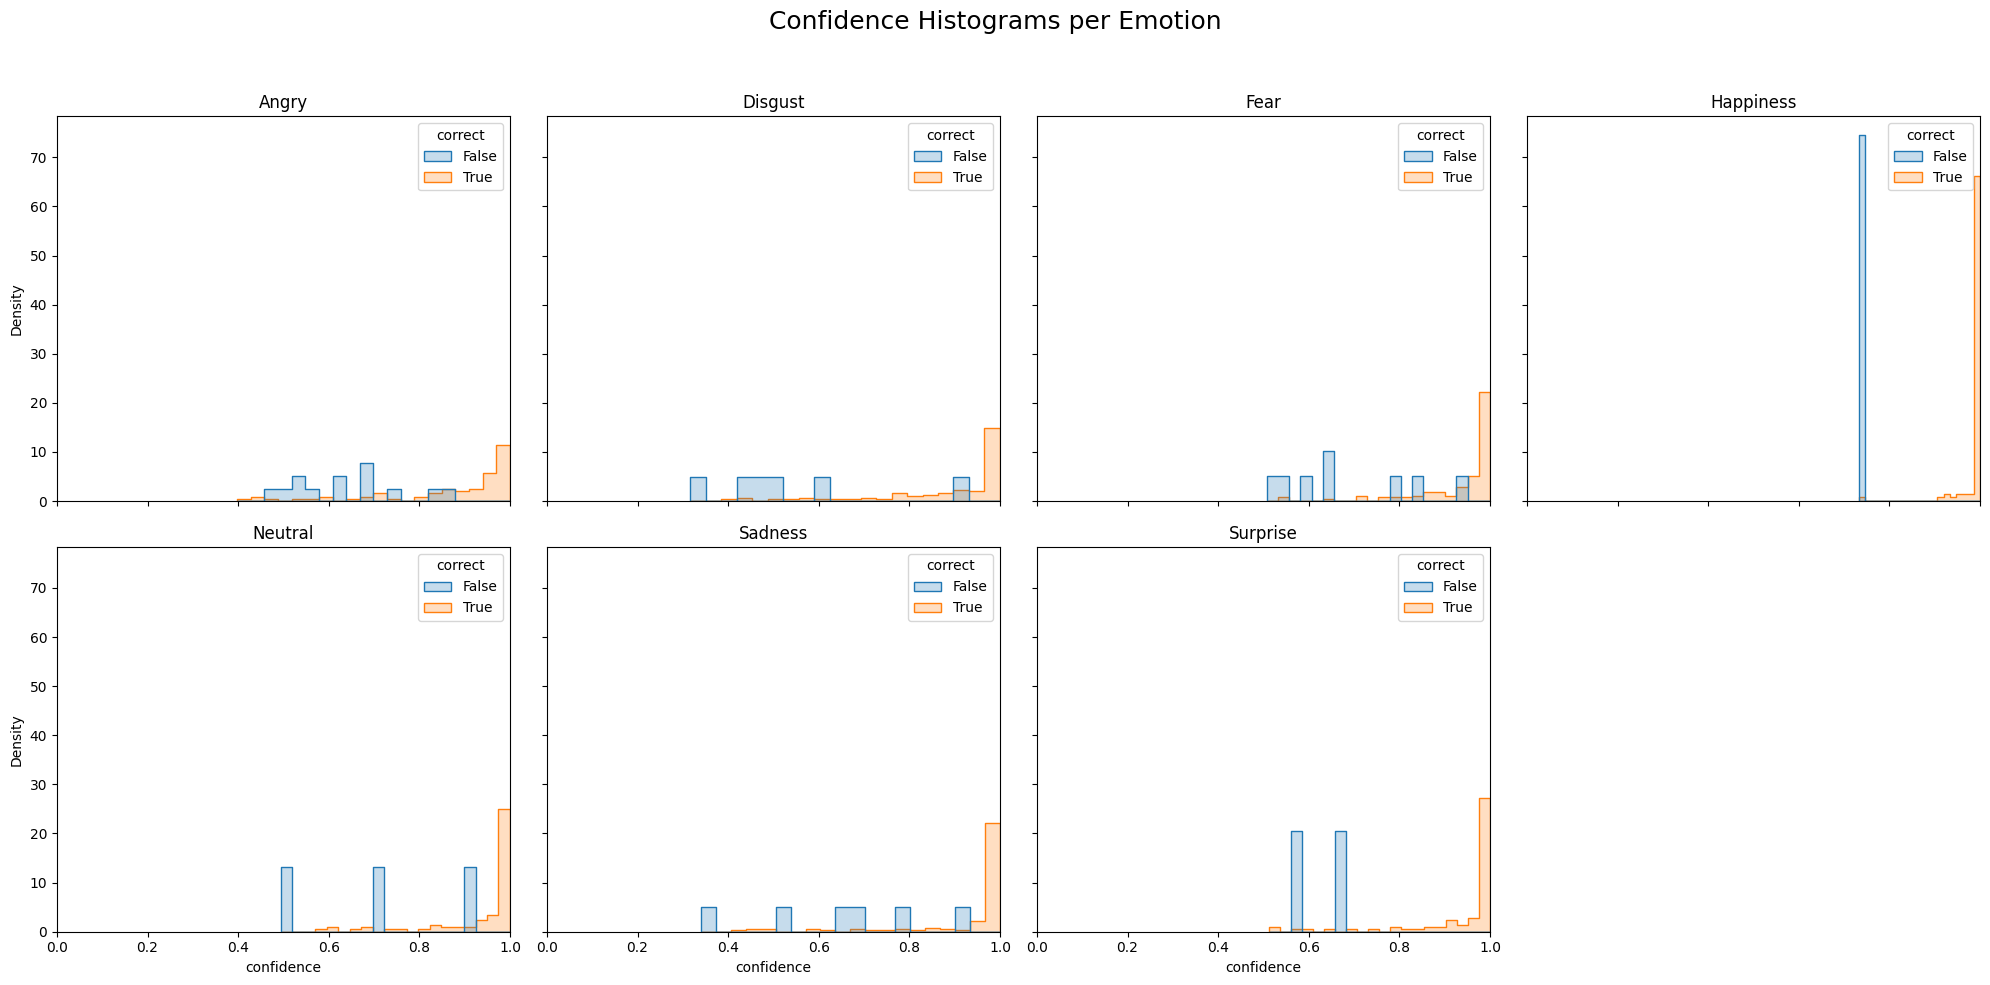 Confidence Histograms per Emotion
Angry
Disgust
Fear
Happiness
correct
False
True
correct
False
True
correct
False
True
correct
False
True
Density
70
60
50
40
30
20
10
0
Neutral
Sadness
Surprise
correct
False
True
correct
False
True
correct
False
True
Density
70
60
50
40
30
20
10
0
0.0 0.2 0.4 0.6 0.8 1.0
confidence
0.0 0.2 0.4 0.6 0.8 1.0
confidence
0.0 0.2 0.4 0.6 0.8 1.0
confidence